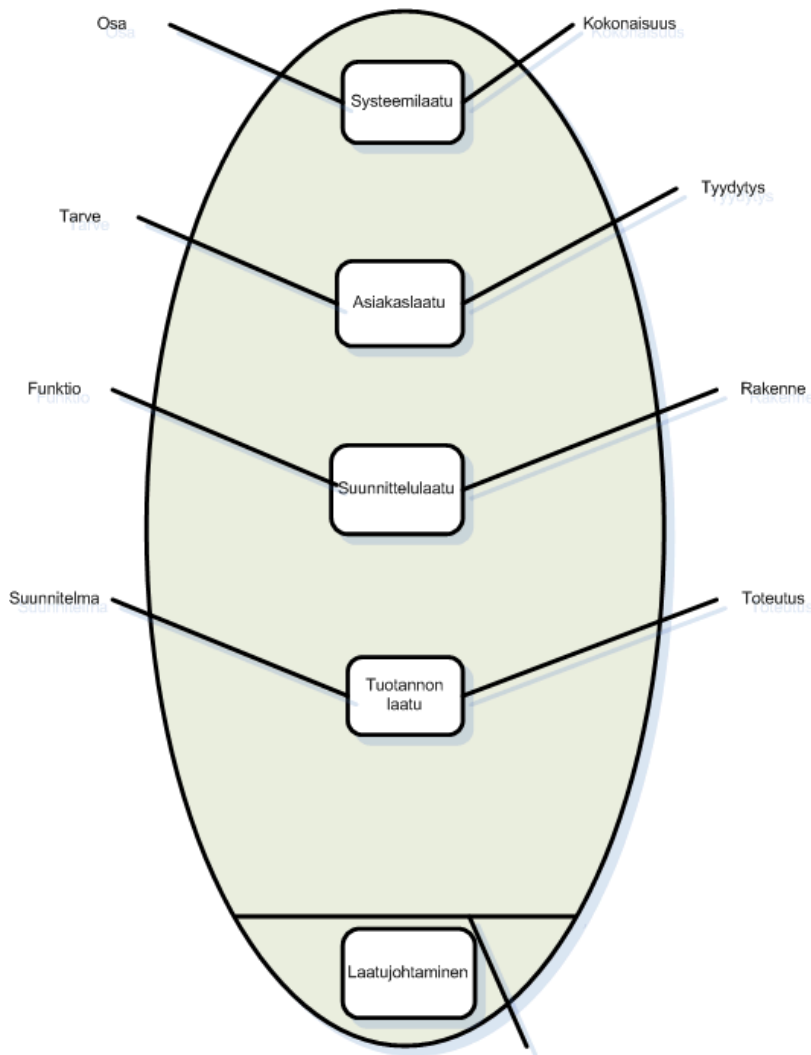 Osa
Kokonaisuus
Systeemilaatu
Tarve
Tyydytys
Asiakaslaatu
Funktio
Rakenne
Suunnittelulaatu
Suunnitelma
Toteutus
Tuotannon
laatu
Laatujohtaminen